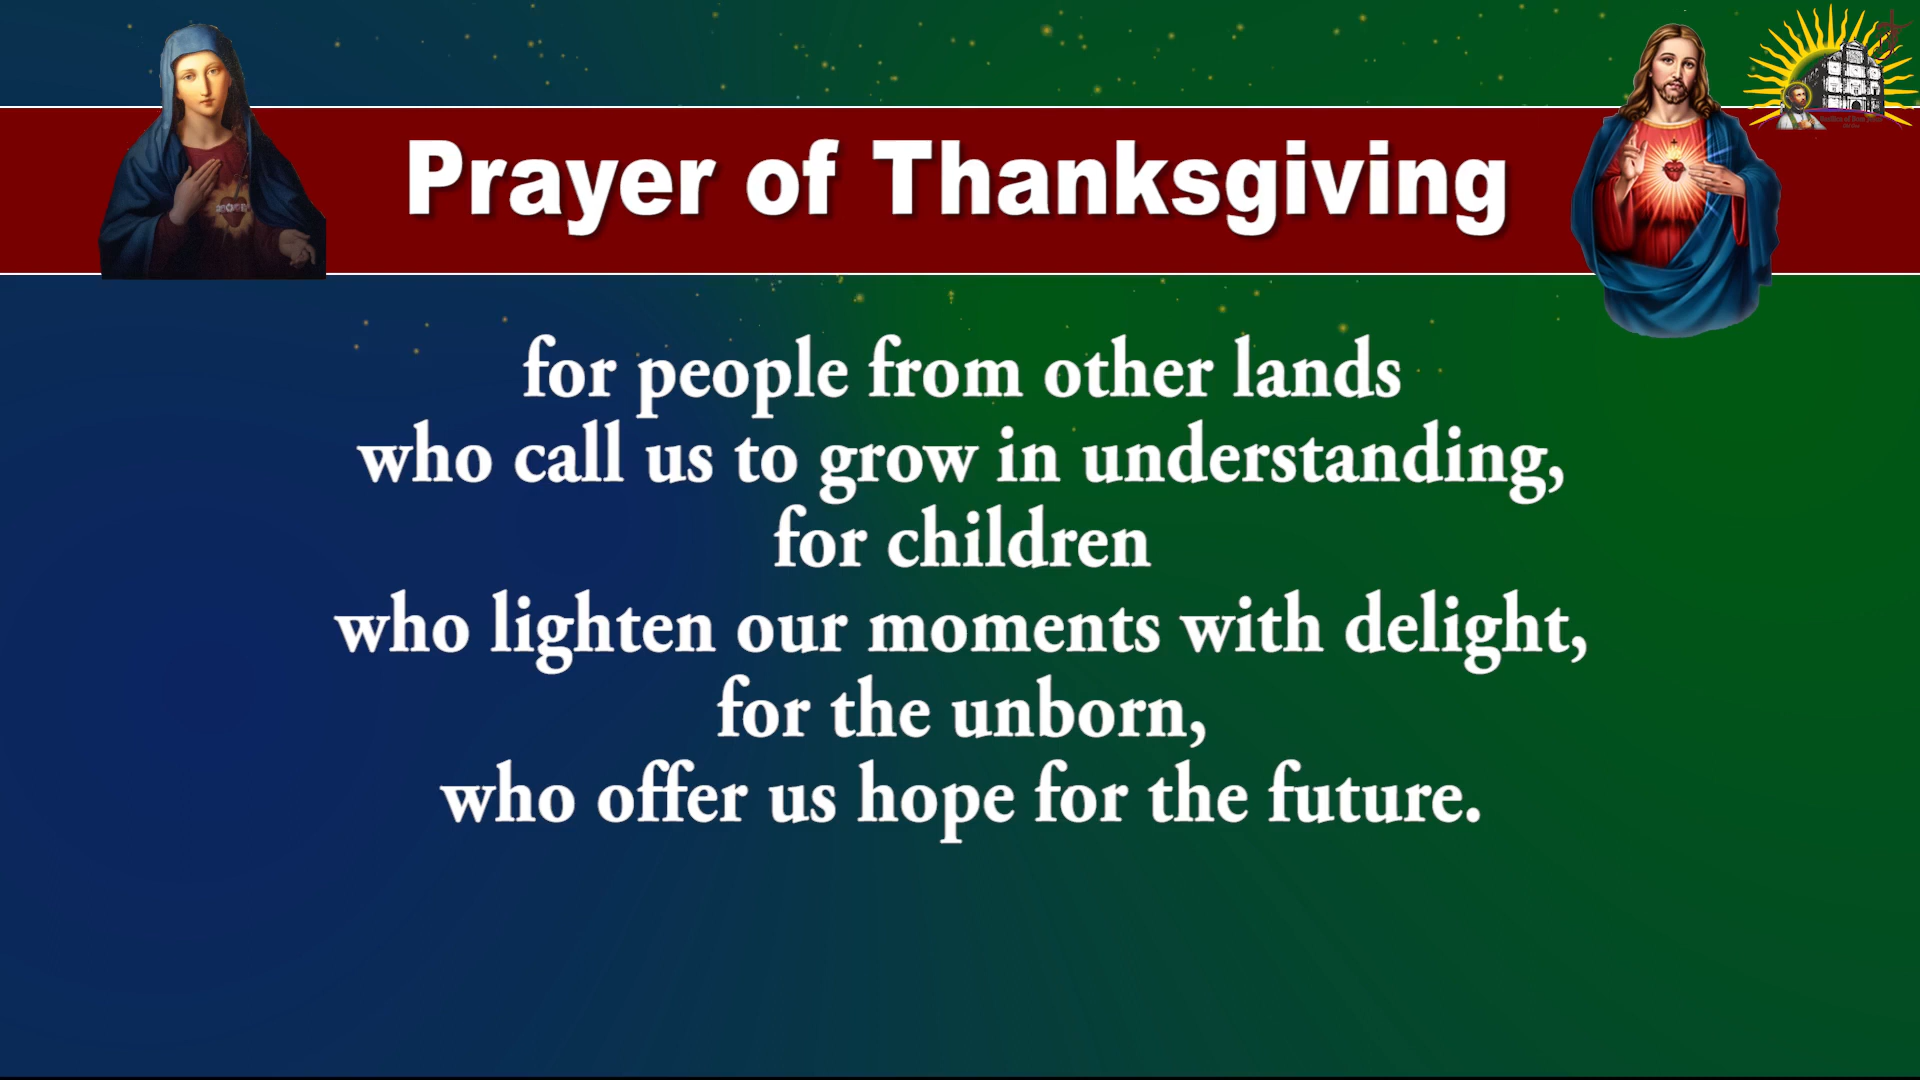 Prayer of Thanksgiving
for people from other lands
who call us to grow in understanding,
for children
who lighten our moments with delight,
for the unborn,
who offer us hope for the future.